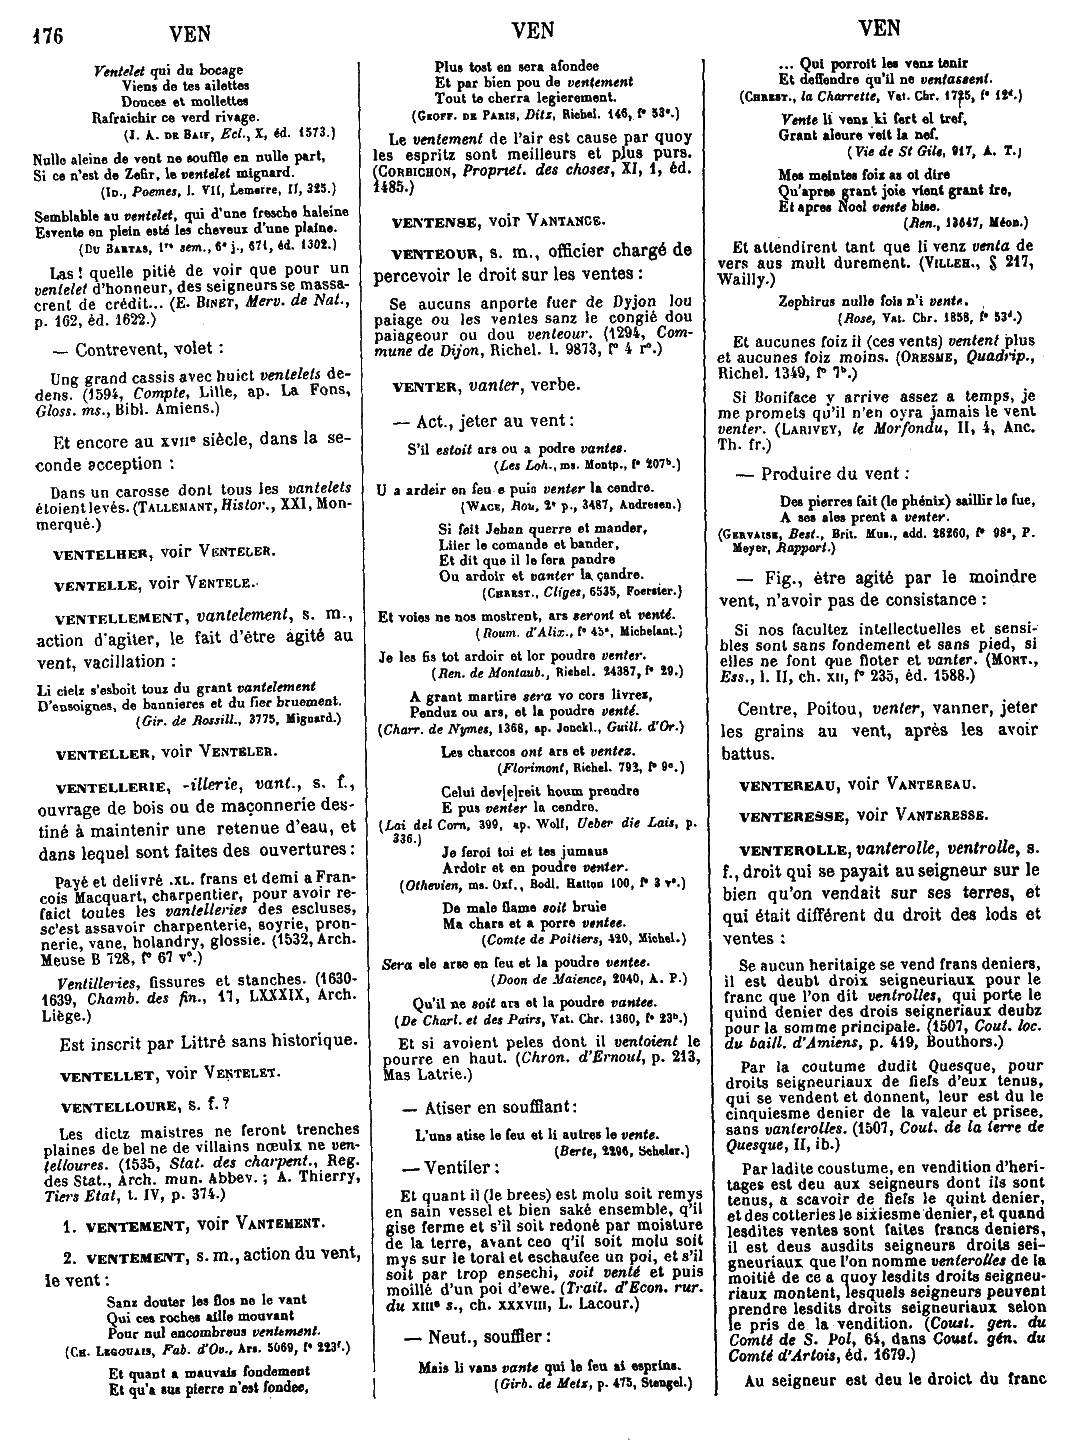 176 VEN VEN VEN
Ventelet qui du bocage
Viens de tes ailettes
Douces et mollettes
Rafraichir ce verd rivage.
(J. A. DE BAIF, Ecl., X, éd. 1573.)
Nulle aleine de vent ne souffle en nulle part,
Si ce n'est de Zefir, le ventelet mignard.
(ID., Poemes, l. VII, Lemerre, II, 325.)
Semblable au ventelet, qui d'une fresche haleine
Esvente en plein esté les cheveux d'une plaine.
(DU BARTAS, 1re sem., 6e j., 671, éd. 1302.)
Las ! quelle pitié de voir que pour un
ventelet d'honneur, des seigneurs se massa-
crent de crédit... (E. BINET, Merv. de Nat.,
p. 162, éd. 1622.)
— Contrevent, volet :
Ung grand cassis avec huict ventelets de-
dens. (1594, Compte, Lille, ap. La Fons,
Gloss. ms., Bibl. Amiens.)
Et encore au XVIIe siècle, dans la se-
conde acception :
Dans un carosse dont tous les vantelets
étoient levés. (TALLEMANT, Histor., XXI, Mon-
merqué.)
VENTELHER, voir VENTELER.
VENTELLE, voir VENTELE.
VENTELLEMENT, vantelement, s. m.,
action d'agiter, le fait d'être agité au
vent, vacillation :
Li cielz s'esboit touz du grant vantelement
D'ensoignes, de bannieres et du fier bruement.
(Gir. de Rossill., 3775, Mignard.)
VENTELLER, voir VENTELER.
VENTELLERIE, -illerie, vant., s. f.,
ouvrage de bois ou de maçonnerie des-
tiné à maintenir une retenue d'eau, et
dans lequel sont faites des ouvertures :
Payé et delivré .XL. frans et demi a Fran-
cois Macquart, charpentier, pour avoir re-
faict toutes les vantelleries des escluses,
sc'est assavoir charpenterie, soyrie, pron-
nerie, vane, holandry, glossie. (1532, Arch.
Meuse B 728, f° 67 v°.)
Ventilleries, fissures et stanches. (1630-
1639, Chamb. des fin., 17, LXXXIX, Arch.
Liège.)
Est inscrit par Littré sans historique.
VENTELLET, voir VENTELET.
VENTELLOURE, s. f. ?
Les dictz maistres ne feront trenches
plaines de bel ne de villains nœulx ne ven-
telloures. (1535, Stat. des charpent., Reg.
des Stat., Arch. mun. Abbev. ; A. Thierry,
Tiers Etat, t. IV, p. 374.)
1. VENTEMENT, voir VANTEMENT.
2. VENTEMENT, s. m., action du vent,
le vent :
Sanz douter les flos ne le vant
Qui ces roches aille mouvant
Pour nul encombreus ventement.
(CH. LEGOUAIS, Fab. d'Ov., Ars. 5069, f° 223f.)
Et quant a mauvais fondement
Et qu'a sus pierre n'est fondee,
Plus tost en sera afondee
Et par bien pou de ventement
Tout te cherra legierement.
(GEOFF. DE PARIS, Ditz, Richel. 146, f° 53e.)
Le ventement de l'air est cause par quoy
les espritz sont meilleurs et plus purs.
(CORBICHON, Propriet. des choses, XI, 1, éd.
1485.)
VENTENSE, voir VANTANCE.
VENTEOUR, s. m., officier chargé de
percevoir le droit sur les ventes :
Se aucuns anporte fuer de Dyjon lou
paiage ou les ventes sanz le congié dou
paiageour ou dou venteour. (1294, Com-
mune de Dijon, Richel. l. 9873, f° 4 r°.)
VENTER, vanter, verbe.
— Act., jeter au vent :
S'il estoit ars ou a podre vantes.
(Les Loh., ms. Montp., f° 207b.)
U a ardeir en feu e puis venter la cendre.
(WACE, Rou, 2e p., 3487, Andresen.)
Si feit Jehan querre et mander,
Liier le comande et bander,
Et dit que il le fera pandre
Ou ardoir et vanter la çandre.
(CHREST., Cliges, 6535, Foerster.)
Et voies ne nos mostrent, ars seront et venté.
(Roum. d'Alix., f° 45a, Michelant.)
Je les fis tot ardoir et lor poudre venter.
(Ren. de Montaub., Richel. 24387, f° 29.)
A grant martire sera vo cors livrez,
Penduz ou ars, et la poudre venté.
(Charr. de Nymes, 1368, ap. Jonckl., Guill. d'Or.)
Les charcos ont ars et ventez.
(Florimont, Richel. 792, f° 9e.)
Celui dev[e]reit houm prendre
E pus venter la cendre.
(Lai del Corn, 399, ap. Wolf, Ueber die Lais, p.
336.)
Je feroi toi et tes jumaus
Ardoir et en poudre venter.
(Othevien, ms. Oxf., Bodl. Hatton 100, f° 3 v°.)
De male flame soit bruie
Ma chars et a porre ventee.
(Comte de Poitiers, 420, Michel.)
Sera ele arse en feu et la poudre ventee.
(Doon de Maience, 2040, A. P.)
Qu'il ne soit ars et la poudre vantee.
(De Charl. et des Pairs, Vat. Chr. 1360, f° 23b.)
Et si avoient peles dont il ventoient le
pourre en haut. (Chron. d'Ernoul, p. 213,
Mas Latrie.)
— Atiser en soufflant :
L'uns atise le feu et li autres le vente.
(Berte, 2296, Scheler.)
— Ventiler :
Et quant il (le brees) est molu soit remys
en sain vessel et bien saké ensemble, q'il
gise ferme et s'il soit redoné par moisture
de la terre, avant ceo q'il soit molu soit
mys sur le toral et eschaufee un poi, et s'il
soit par trop ensechi, soit venté et puis
moillé d'un poi d'ewe. (Trait. d'Econ. rur.
du XIIIe s., ch. XXXVIII, L. Lacour.)
— Neut., souffler :
Mais li vans vante qui le feu ai esprins.
(Girb. de Metz, p. 475, Stengel.)
... Qui porroit les venz tenir
Et deffendre qu'il ne ventassent.
(CHREST., la Charrette, Vat. Chr. 1725, f° 12d.)
Vente li venz ki fert el tref,
Grant aleure veit la nef.
(Vie de St Gile, 917, A. T.)
Mes meintes foiz as ot dire
Qu'apres grant joie vient grant ire,
Et apres Noel vente bise.
(Ren., 13647, Méon.)
Et attendirent tant que li venz venta de
vers aus mult durement. (VILLEH., § 217,
Wailly.)
Zephirus nulle fois n'i vente.
(Rose, Vat. Chr. 1858, f° 53d.)
Et aucunes foiz il (ces vents) ventent plus
et aucunes foiz moins. (ORESME, Quadrip.,
Richel. 1349, f° 7b.)
Si Boniface y arrive assez a temps, je
me promets qu'il n'en oyra jamais le vent
venter. (LARIVEY, le Morfondu, II, 4, Anc.
Th. fr.)
— Produire du vent :
Des pierres fait (le phénix) saillir le fue,
A ses ales prent a venter.
(GERVAISE, Best., Brit. Mus., add. 28260, f° 98a, P.
Meyer, Rapport.)
— Fig., être agité par le moindre
vent, n'avoir pas de consistance :
Si nos facultez intellectuelles et sensi-
bles sont sans fondement et sans pied, si
elles ne font que floter et vanter. (MONT.,
Ess., l. II, ch. XII, f° 235, éd. 1588.)
Centre, Poitou, venter, vanner, jeter
les grains au vent, après les avoir
battus.
VENTEREAU, voir VANTEREAU.
VENTERESSE, voir VANTERESSE.
VENTEROLLE, vanterolle, ventrolle, s.
f., droit qui se payait au seigneur sur le
bien qu'on vendait sur ses terres, et
qui était différent du droit des lods et
ventes :
Se aucun heritaige se vend frans deniers,
il est deubt droix seigneuriaux pour le
franc que l'on dit ventrolles, qui porte le
quind denier des drois seigneriaux deubz
pour la somme principale. (1507, Cout. loc.
du baill. d'Amiens, p. 419, Bouthors.)
Par la coutume dudit Quesque, pour
droits seigneuriaux de fiefs d'eux tenus,
qui se vendent et donnent, leur est du le
cinquiesme denier de la valeur et prisee,
sans vanterolles. (1507, Cout. de la terre de
Quesque, II, ib.)
Par ladite coustume, en vendition d'heri-
tages est deu aux seigneurs dont ils sont
tenus, a scavoir de fiefs le quint denier,
et des cotteries le sixiesme denier, et quand
lesdites ventes sont faites francs deniers,
il est deus ausdits seigneurs droits sei-
gneuriaux que l'on nomme venterolles de la
moitié de ce a quoy lesdits droits seigneu-
riaux montent, lesquels seigneurs peuvent
prendre lesdits droits seigneuriaux selon
le pris de la vendition. (Coust. gen. du
Comté de S. Pol, 64, dans Coust. gén. du
Comté d'Artois, éd. 1679.)
Au seigneur est deu le droict du franc